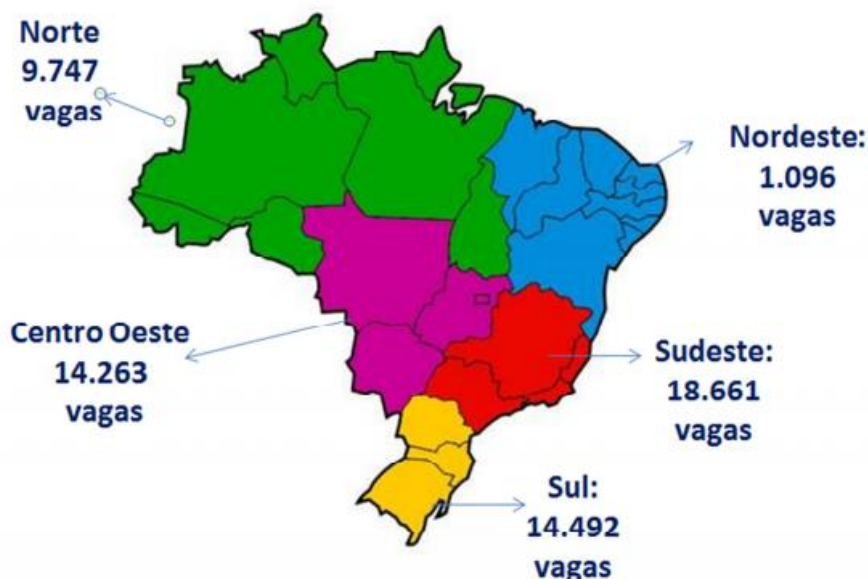 Norte
9.747
vagas
Nordeste:
1.096
vagas
Centro Oeste
14.263
vagas
Sudeste:
18.661
vagas
Sul:
14.492
vagas